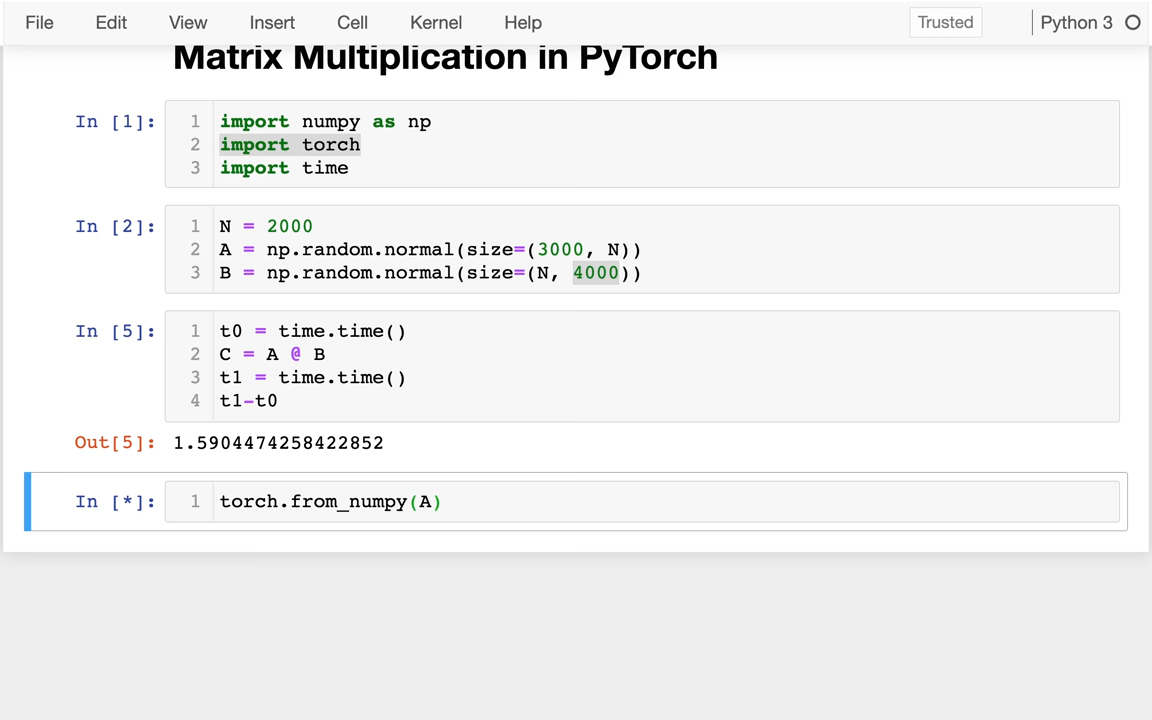 File Edit View Insert Cell Kernel Help Trusted Python 3
Matrix Multiplication in PyTorch
In [1]:
1 import numpy as np
2 import torch
3 import time
In [2]:
1 N = 2000
2 A = np.random.normal(size=(3000, N))
3 B = np.random.normal(size=(N, 4000))
In [5]:
1 t0 = time.time()
2 C = A @ B
3 t1 = time.time()
4 t1-t0
Out[5]: 1.5904474258422852
In [*]:
1 torch.from_numpy(A)